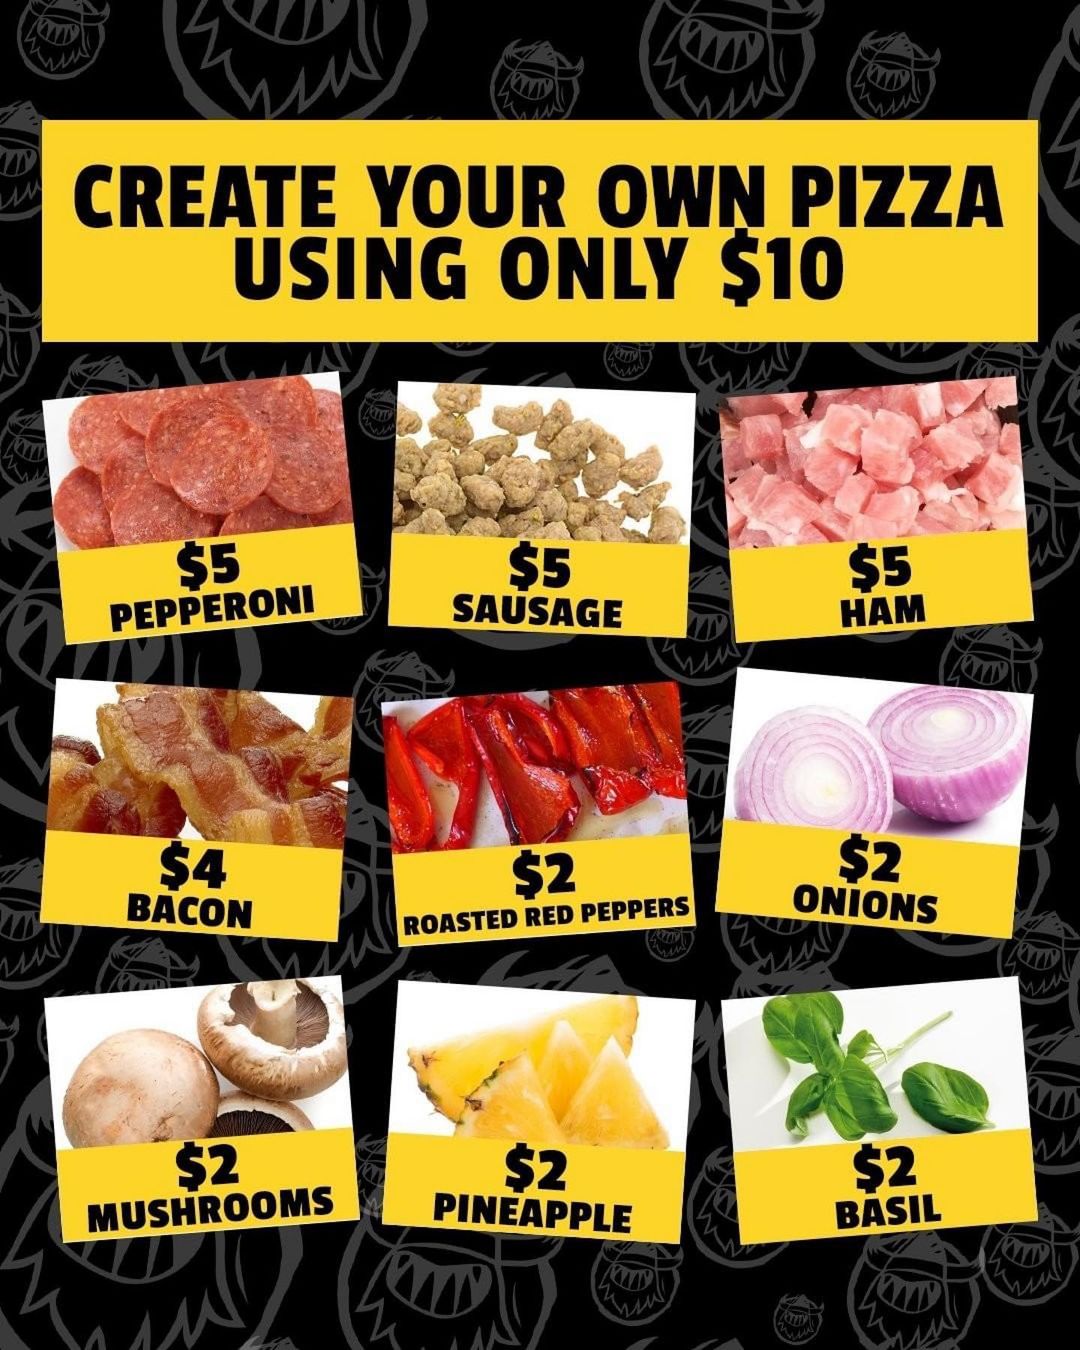 CREATE YOUR OWN PIZZA
USING ONLY $10
$5
PEPPERONI
$5
SAUSAGE
$5
HAM
$4
BACON
$2
ROASTED RED PEPPERS
$2
ONIONS
$2
MUSHROOMS
$2
PINEAPPLE
$2
BASIL